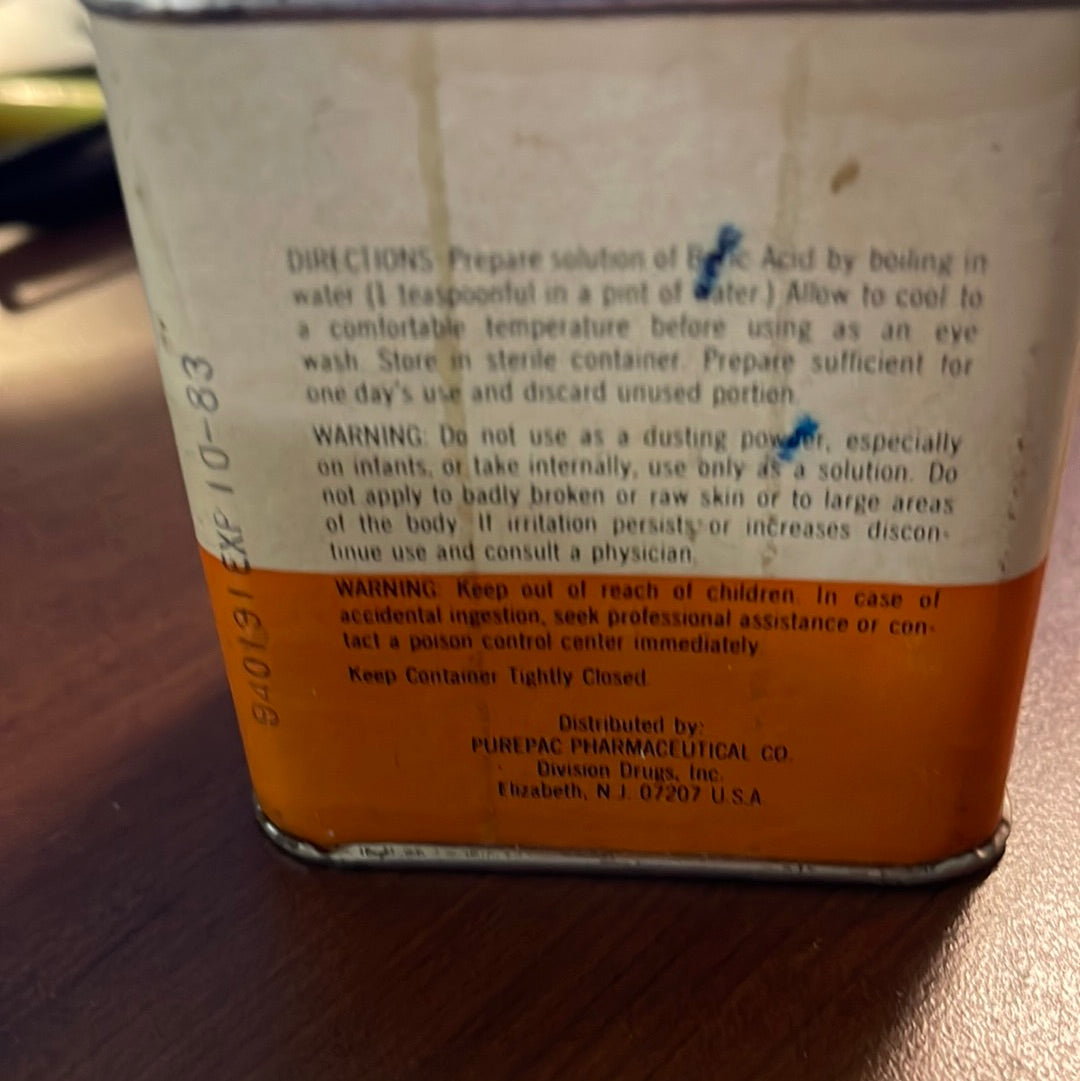 DIRECTIONS: Prepare solution of Boric Acid by boiling in
water (1 teaspoonful in a pint of water.) Allow to cool to
a comfortable temperature before using as an eye
wash. Store in sterile container. Prepare sufficient for
one day's use and discard unused portion.
WARNING: Do not use as a dusting powder, especially
on infants, or take internally, use only as a solution. Do
not apply to badly broken or raw skin or to large areas
of the body. If irritation persists or increases discon-
tinue use and consult a physician.
WARNING: Keep out of reach of children. In case of
accidental ingestion, seek professional assistance or con-
tact a poison control center immediately
Keep Container Tightly Closed.
Distributed by:
PUREPAC PHARMACEUTICAL CO.
Division Drugs, Inc.
Elizabeth, N.J. 07207 U.S.A.
940191 EXP 10-83